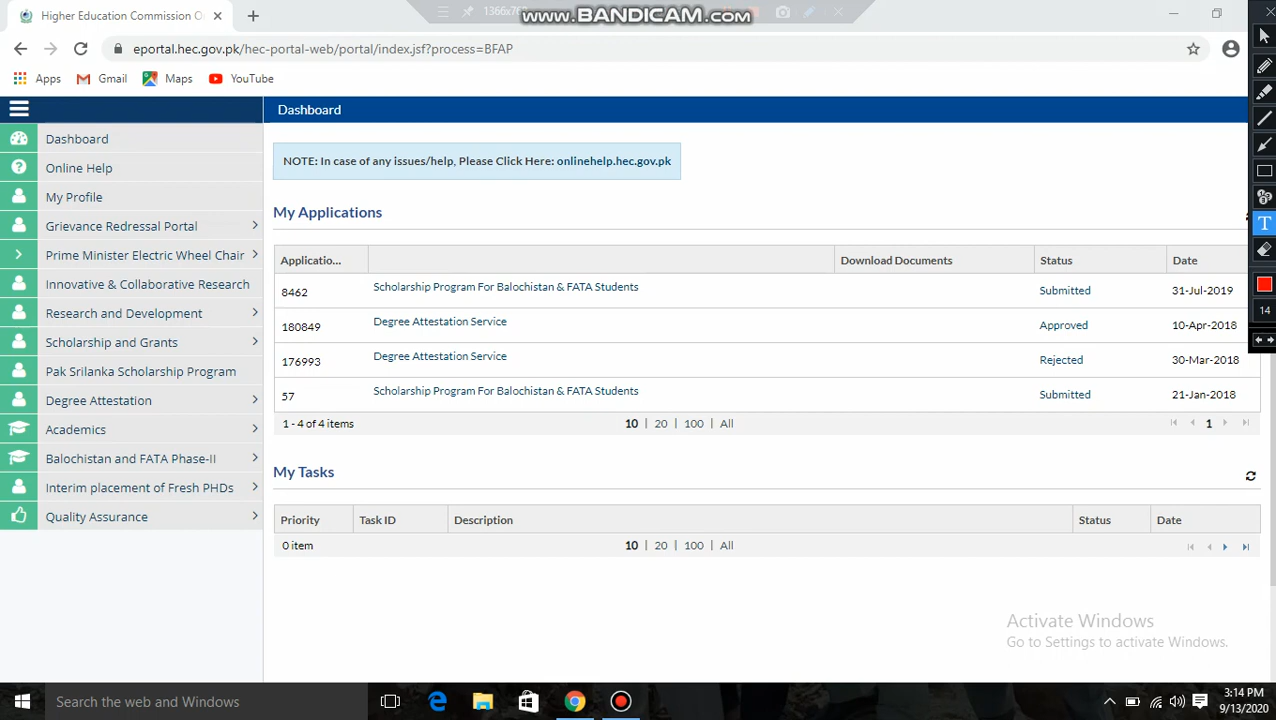 Higher Education Commission O
1366x76
www.BANDICAM.com
eportal.hec.gov.pk/hec-portal-web/portal/index.jsf?process=BFAP
Apps Gmail Maps YouTube
Dashboard
Dashboard
Online Help
My Profile
Grievance Redressal Portal
Prime Minister Electric Wheel Chair
Innovative & Collaborative Research
Research and Development
Scholarship and Grants
Pak Srilanka Scholarship Program
Degree Attestation
Academics
Balochistan and FATA Phase-II
Interim placement of Fresh PHDs
Quality Assurance
NOTE: In case of any issues/help, Please Click Here: onlinehelp.hec.gov.pk
My Applications
Applicatio... Download Documents Status Date
8462 Scholarship Program For Balochistan & FATA Students Submitted 31-Jul-2019
180849 Degree Attestation Service Approved 10-Apr-2018
176993 Degree Attestation Service Rejected 30-Mar-2018
57 Scholarship Program For Balochistan & FATA Students Submitted 21-Jan-2018
1 - 4 of 4 items 10 | 20 | 100 | All 1
My Tasks
Priority Task ID Description Status Date
0 item 10 | 20 | 100 | All
T
14
Activate Windows
Go to Settings to activate Windows.
Search the web and Windows
3:14 PM
9/13/2020